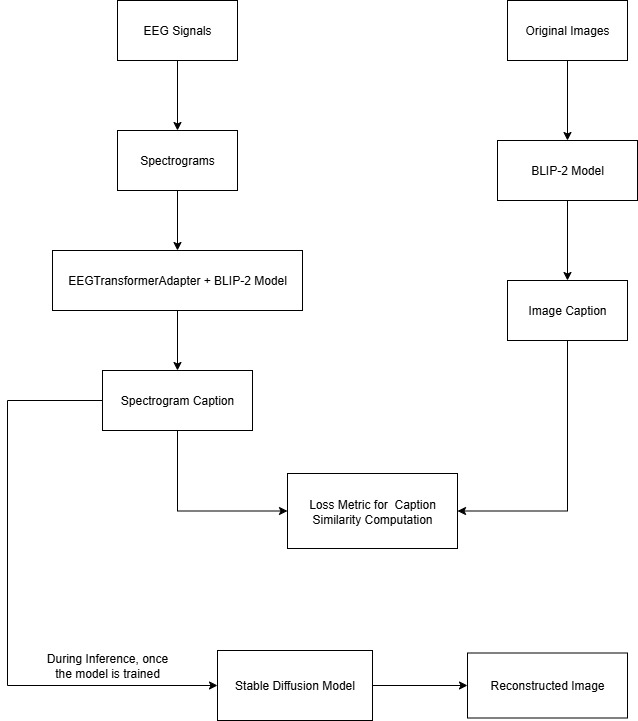 EEG Signals
Original Images
Spectrograms
BLIP-2 Model
EEGTransformerAdapter + BLIP-2 Model
Image Caption
Spectrogram Caption
Loss Metric for Caption
Similarity Computation
During Inference, once
the model is trained
Stable Diffusion Model
Reconstructed Image